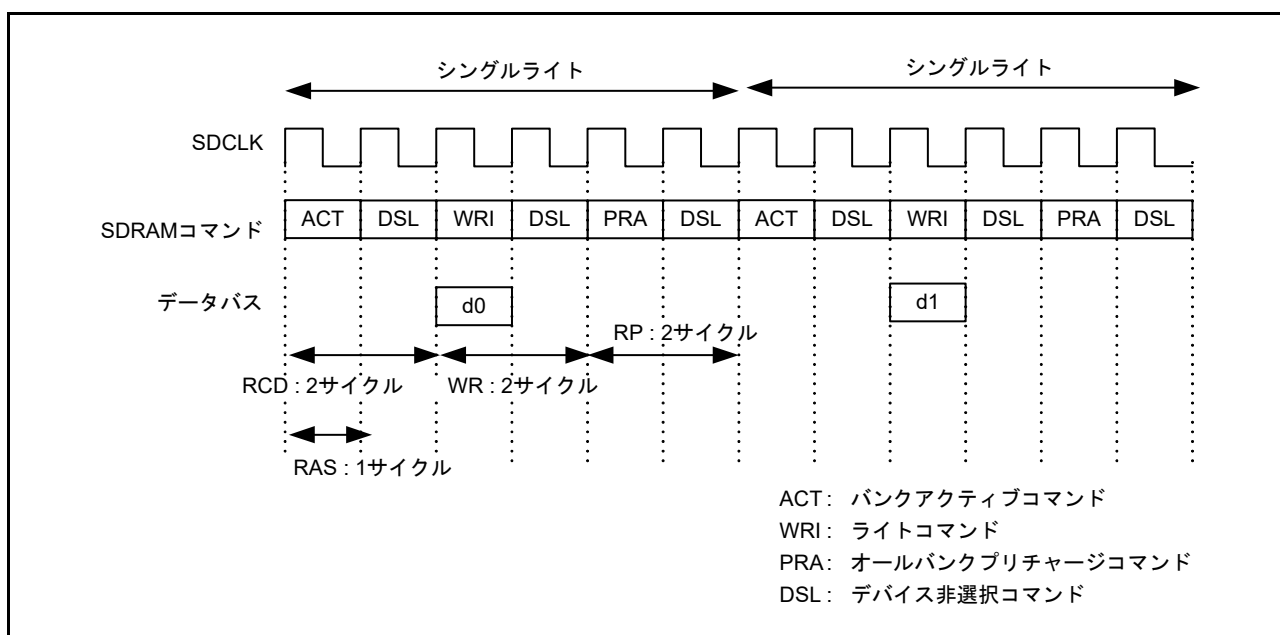 シングルライト シングルライト
SDCLK
SDRAMコマンド ACT DSL WRI DSL PRA DSL ACT DSL WRI DSL PRA DSL
データバス d0 d1
RP : 2サイクル
RCD : 2サイクル WR : 2サイクル
RAS : 1サイクル
ACT : バンクアクティブコマンド
WRI : ライトコマンド
PRA : オールバンクプリチャージコマンド
DSL : デバイス非選択コマンド